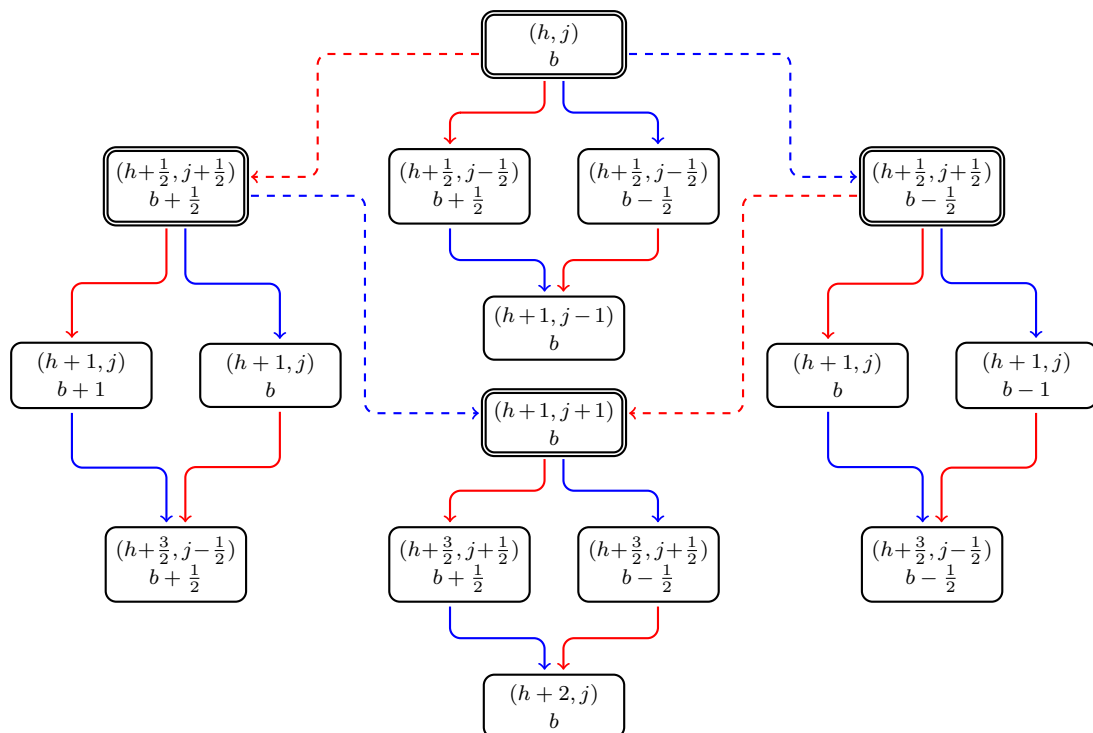 (h, j)
b
(h+½, j+½)
b + ½
(h+½, j−½)
b + ½
(h+½, j−½)
b − ½
(h+½, j+½)
b − ½
(h+1, j−1)
b
(h + 1, j)
b + 1
(h + 1, j)
b
(h + 1, j)
b
(h + 1, j)
b − 1
(h+1, j+1)
b
(h+3/2, j−½)
b + ½
(h+3/2, j+½)
b + ½
(h+3/2, j+½)
b − ½
(h+3/2, j−½)
b − ½
(h + 2, j)
b